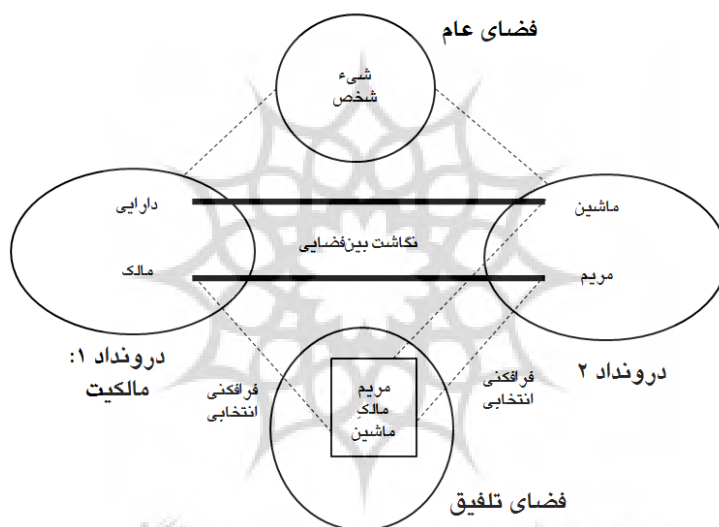 فضای عام
شیء
شخص
ماشین
دارایی
نگاشت بین‌فضایی
مریم
مالک
درونداد ۲
درونداد ۱:
مالکیت
فرافکنی
انتخابی
فرافکنی
انتخابی
مریم
مالکِ
ماشین
فضای تلفیق